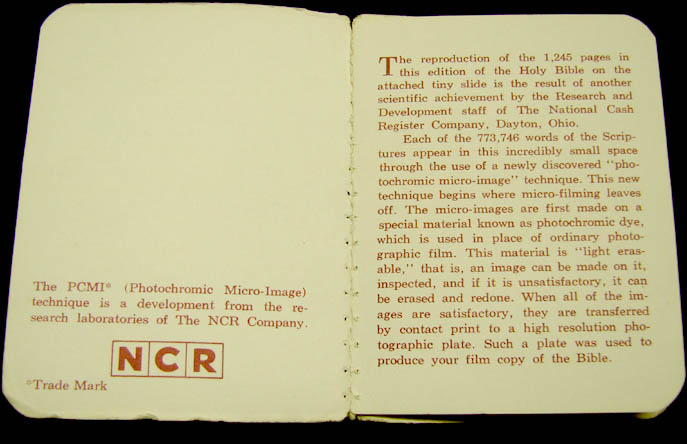 The PCMI* (Photochromic Micro-Image)
technique is a development from the re-
search laboratories of The NCR Company.
NCR
*Trade Mark
The reproduction of the 1,245 pages in
this edition of the Holy Bible on the
attached tiny slide is the result of another
scientific achievement by the Research and
Development staff of The National Cash
Register Company, Dayton, Ohio.
Each of the 773,746 words of the Scrip-
tures appear in this incredibly small space
through the use of a newly discovered "pho-
tochromic micro-image" technique. This new
technique begins where micro-filming leaves
off. The micro-images are first made on a
special material known as photochromic dye,
which is used in place of ordinary photo-
graphic film. This material is "light eras-
able," that is, an image can be made on it,
inspected, and if it is unsatisfactory, it can
be erased and redone. When all of the im-
ages are satisfactory, they are transferred
by contact print to a high resolution pho-
tographic plate. Such a plate was used to
produce your film copy of the Bible.